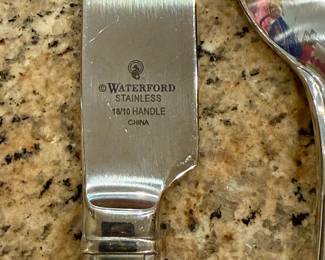 © WATERFORD
STAINLESS
18/10 HANDLE
CHINA